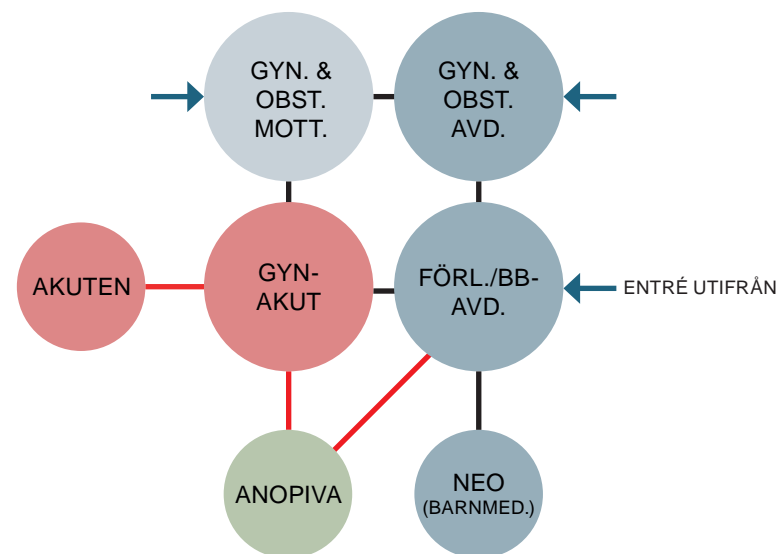 GYN. &
OBST.
MOTT.
GYN. &
OBST.
AVD.
AKUTEN
GYN-
AKUT
FÖRL./BB-
AVD.
ENTRÉ UTIFRÅN
ANOPIVA
NEO
(BARNMED.)